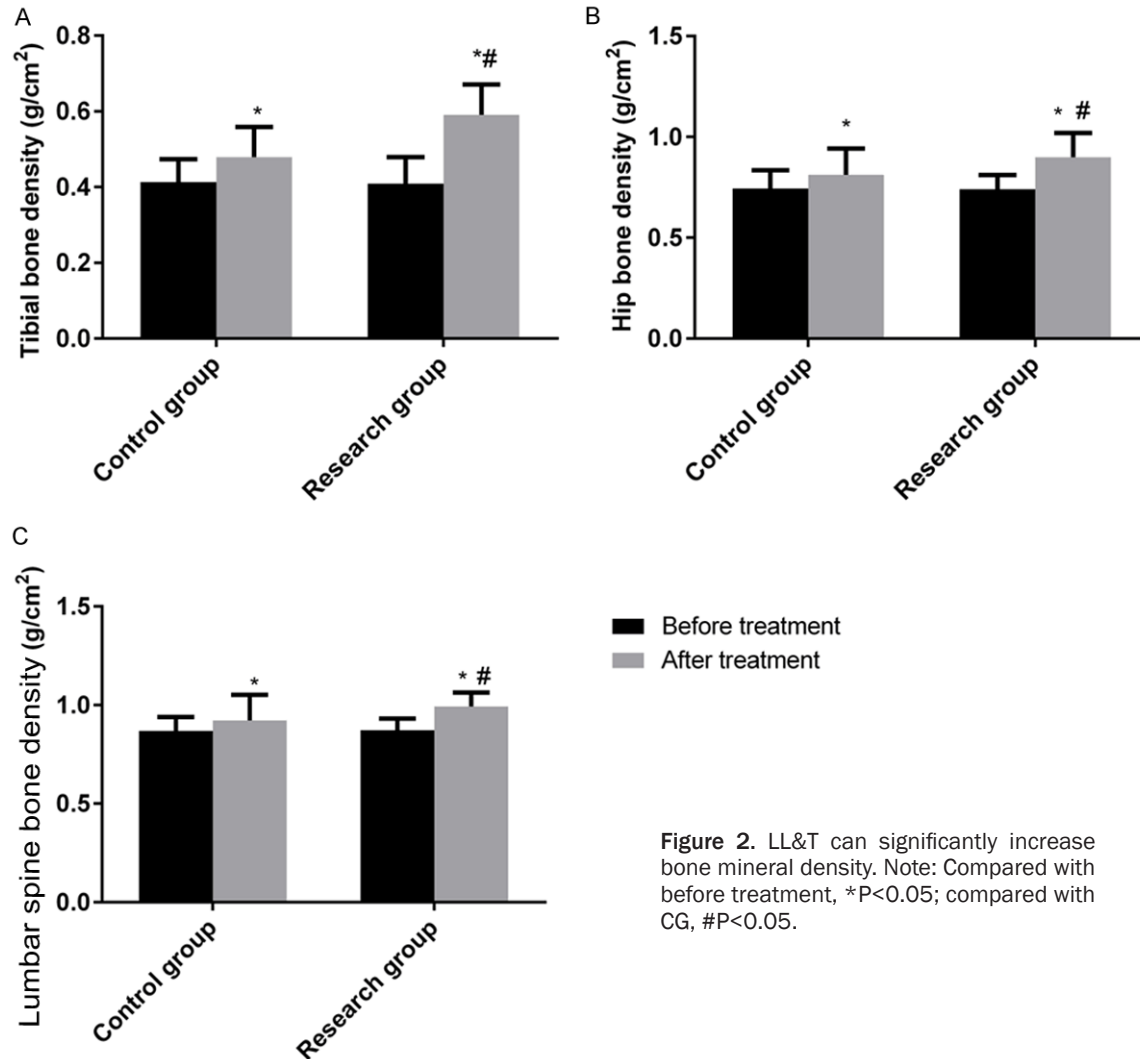 A
Tibial bone density (g/cm²)
0.8
0.6
0.4
0.2
0.0
*
*#
Control group
Research group
B
Hip bone density (g/cm²)
1.5
1.0
0.5
0.0
*
* #
Control group
Research group
C
Lumbar spine bone density (g/cm²)
1.5
1.0
0.5
0.0
*
* #
Control group
Research group
Before treatment
After treatment
Figure 2. LL&T can significantly increase
bone mineral density. Note: Compared with
before treatment, *P<0.05; compared with
CG, #P<0.05.